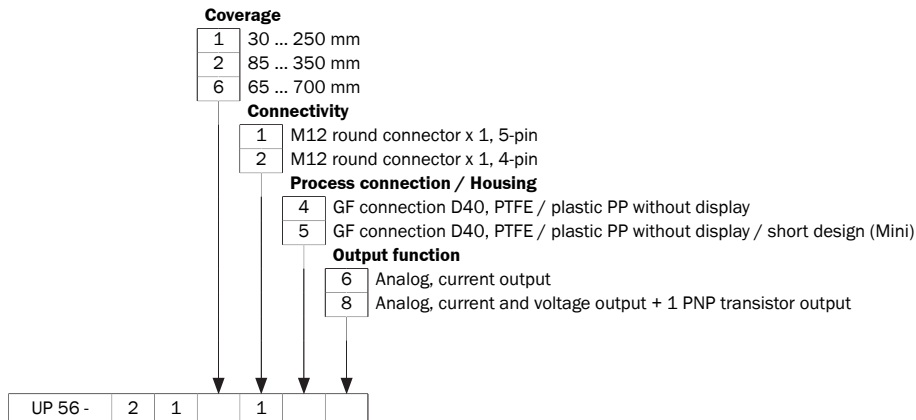 Coverage
1 30 ... 250 mm
2 85 ... 350 mm
6 65 ... 700 mm
Connectivity
1 M12 round connector x 1, 5-pin
2 M12 round connector x 1, 4-pin
Process connection / Housing
4 GF connection D40, PTFE / plastic PP without display
5 GF connection D40, PTFE / plastic PP without display / short design (Mini)
Output function
6 Analog, current output
8 Analog, current and voltage output + 1 PNP transistor output
UP 56 - 2 1 1